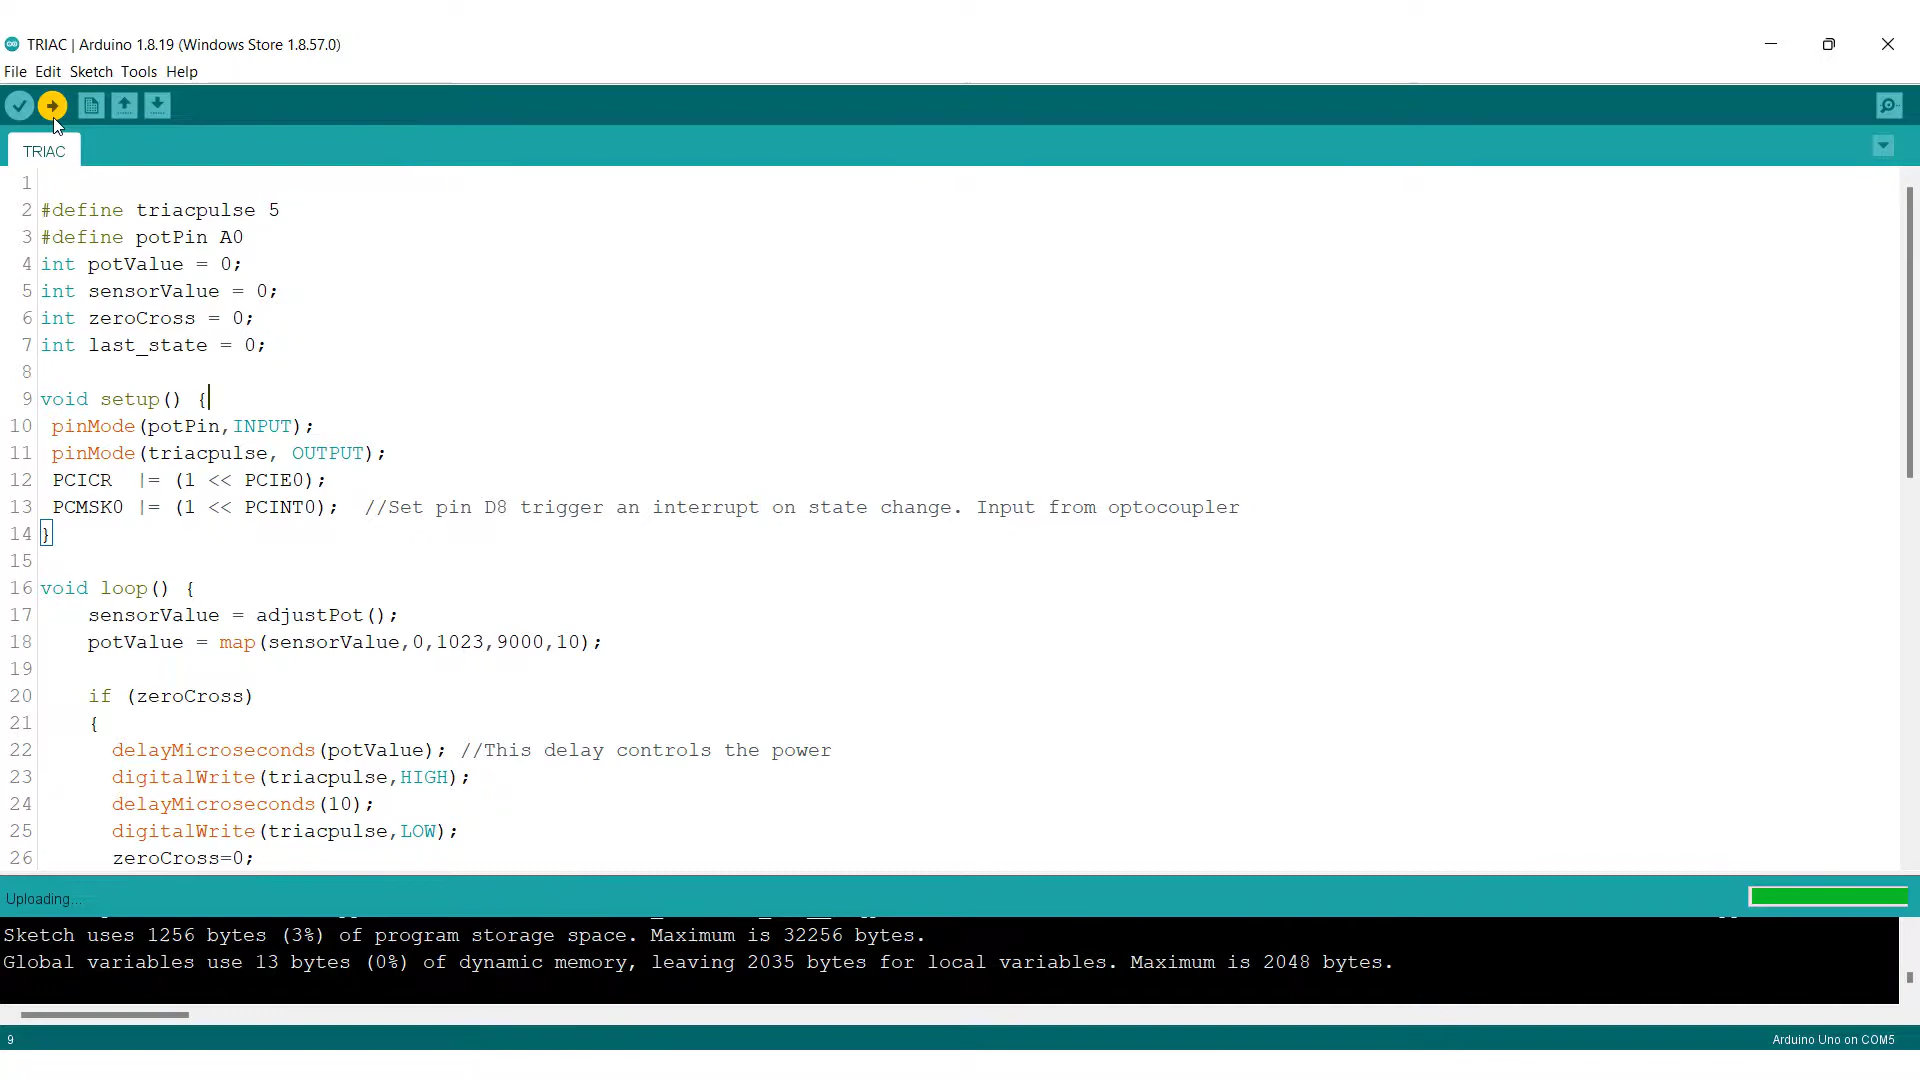 TRIAC | Arduino 1.8.19 (Windows Store 1.8.57.0)
File Edit Sketch Tools Help
TRIAC
1
2 #define triacpulse 5
3 #define potPin A0
4 int potValue = 0;
5 int sensorValue = 0;
6 int zeroCross = 0;
7 int last_state = 0;
8
9 void setup() {
10 pinMode(potPin,INPUT);
11 pinMode(triacpulse, OUTPUT);
12 PCICR  |= (1 << PCIE0);
13 PCMSK0 |= (1 << PCINT0);  //Set pin D8 trigger an interrupt on state change. Input from optocoupler
14 }
15
16 void loop() {
17     sensorValue = adjustPot();
18     potValue = map(sensorValue,0,1023,9000,10);
19
20     if (zeroCross)
21     {
22       delayMicroseconds(potValue); //This delay controls the power
23       digitalWrite(triacpulse,HIGH);
24       delayMicroseconds(10);
25       digitalWrite(triacpulse,LOW);
26       zeroCross=0;
Uploading...
Sketch uses 1256 bytes (3%) of program storage space. Maximum is 32256 bytes.
Global variables use 13 bytes (0%) of dynamic memory, leaving 2035 bytes for local variables. Maximum is 2048 bytes.
9
Arduino Uno on COM5